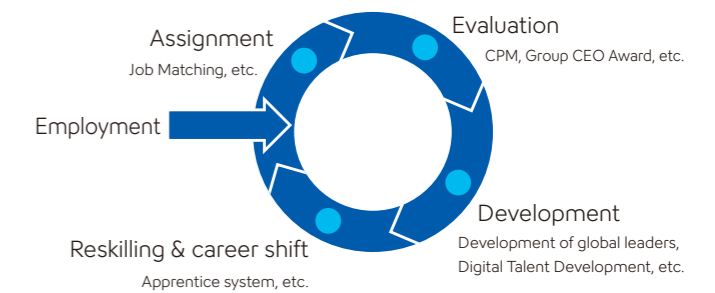 Assignment
Job Matching, etc.
Evaluation
CPM, Group CEO Award, etc.
Employment
Development
Development of global leaders,
Digital Talent Development, etc.
Reskilling & career shift
Apprentice system, etc.